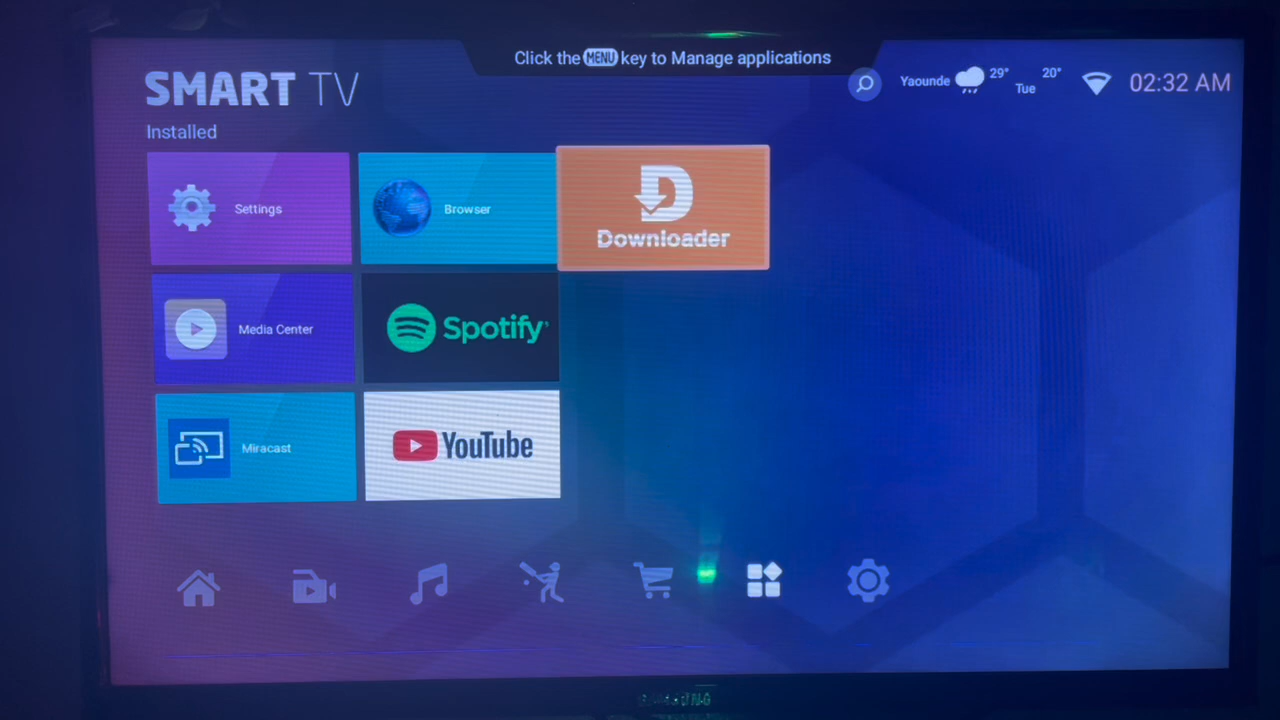 Click the MENU key to Manage applications
SMART TV
Yaounde 29° Tue 20° 02:32 AM
Installed
Settings
Browser
D
Downloader
Media Center
Spotify
Miracast
YouTube
SAMSUNG